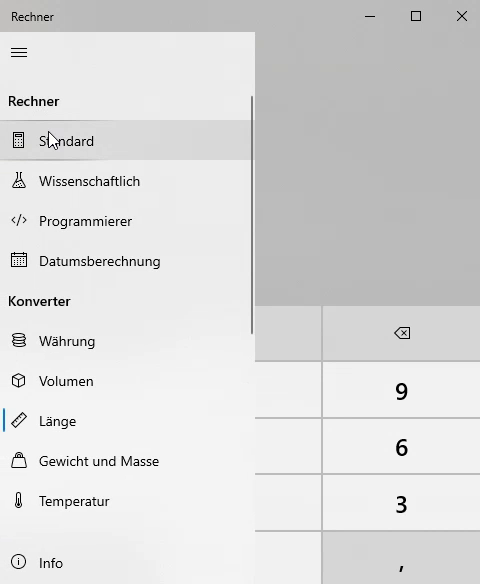 Rechner
Rechner
Standard
Wissenschaftlich
Programmierer
Datumsberechnung
Konverter
Währung
Volumen
9
Länge
6
Gewicht und Masse
Temperatur
3
Info
,